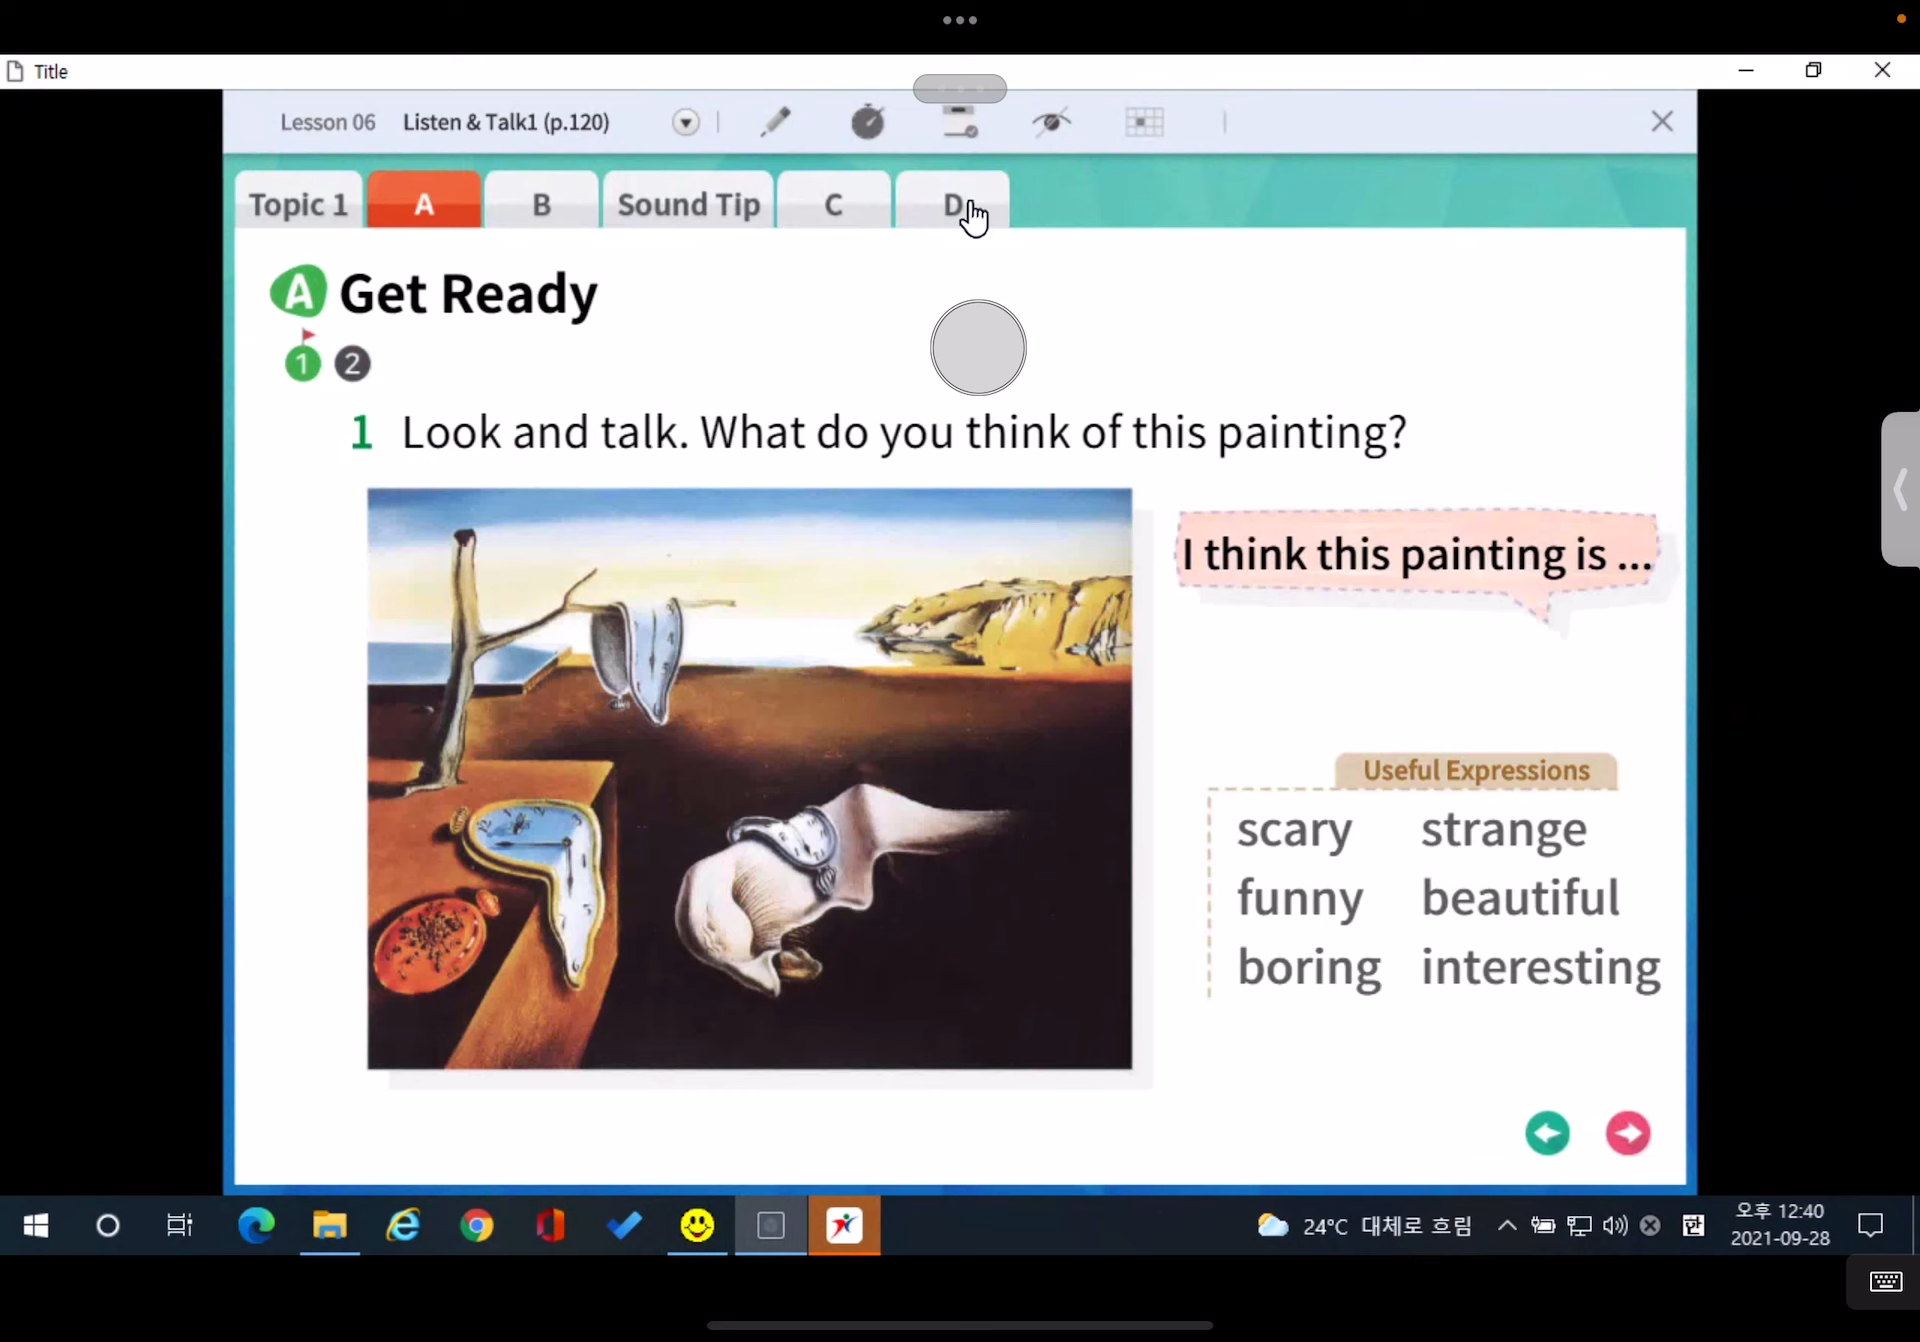 Title
Lesson 06 Listen & Talk1 (p.120)
Topic 1 A B Sound Tip C D
A Get Ready
1 2
1 Look and talk. What do you think of this painting?
I think this painting is ...
Useful Expressions
scary strange
funny beautiful
boring interesting
24°C 대체로 흐림 한 오후 12:40
2021-09-28